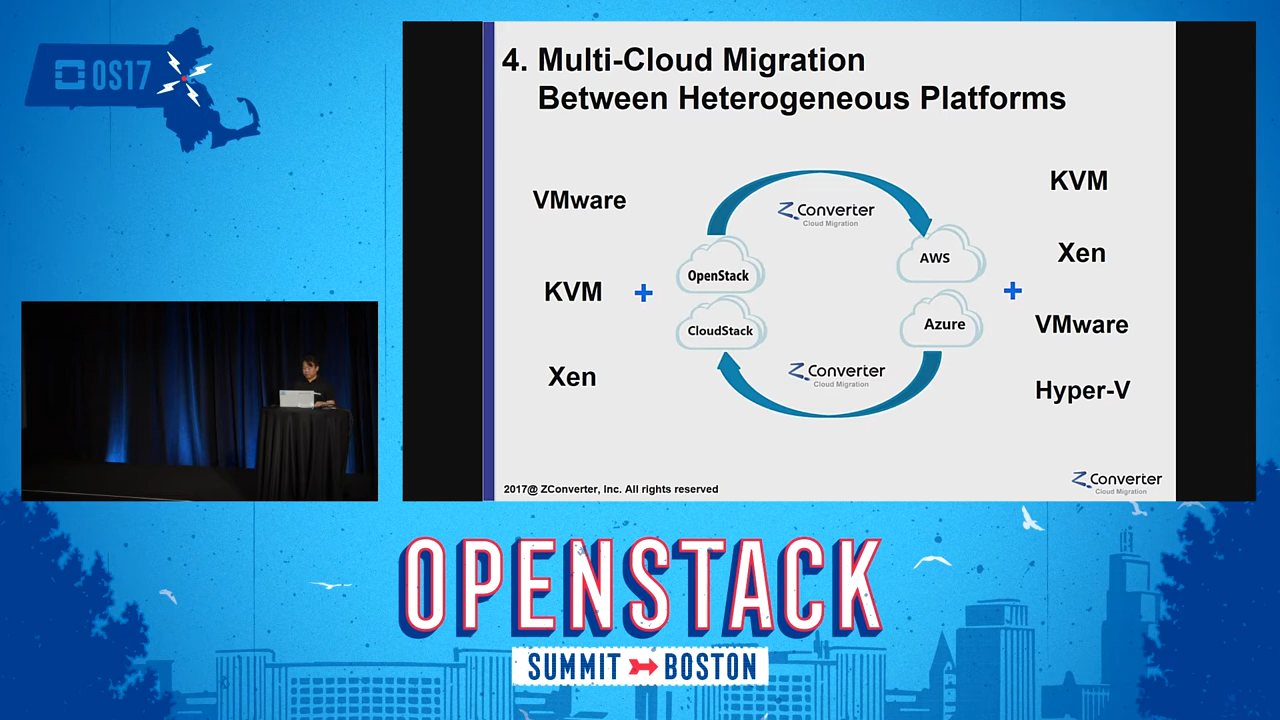 OS17
4. Multi-Cloud Migration
Between Heterogeneous Platforms
VMware
KVM
Xen
+
ZConverter
Cloud Migration
OpenStack
CloudStack
AWS
Azure
ZConverter
Cloud Migration
+
KVM
Xen
VMware
Hyper-V
2017@ ZConverter, Inc. All rights reserved
ZConverter
Cloud Migration
OPENSTACK
SUMMIT BOSTON